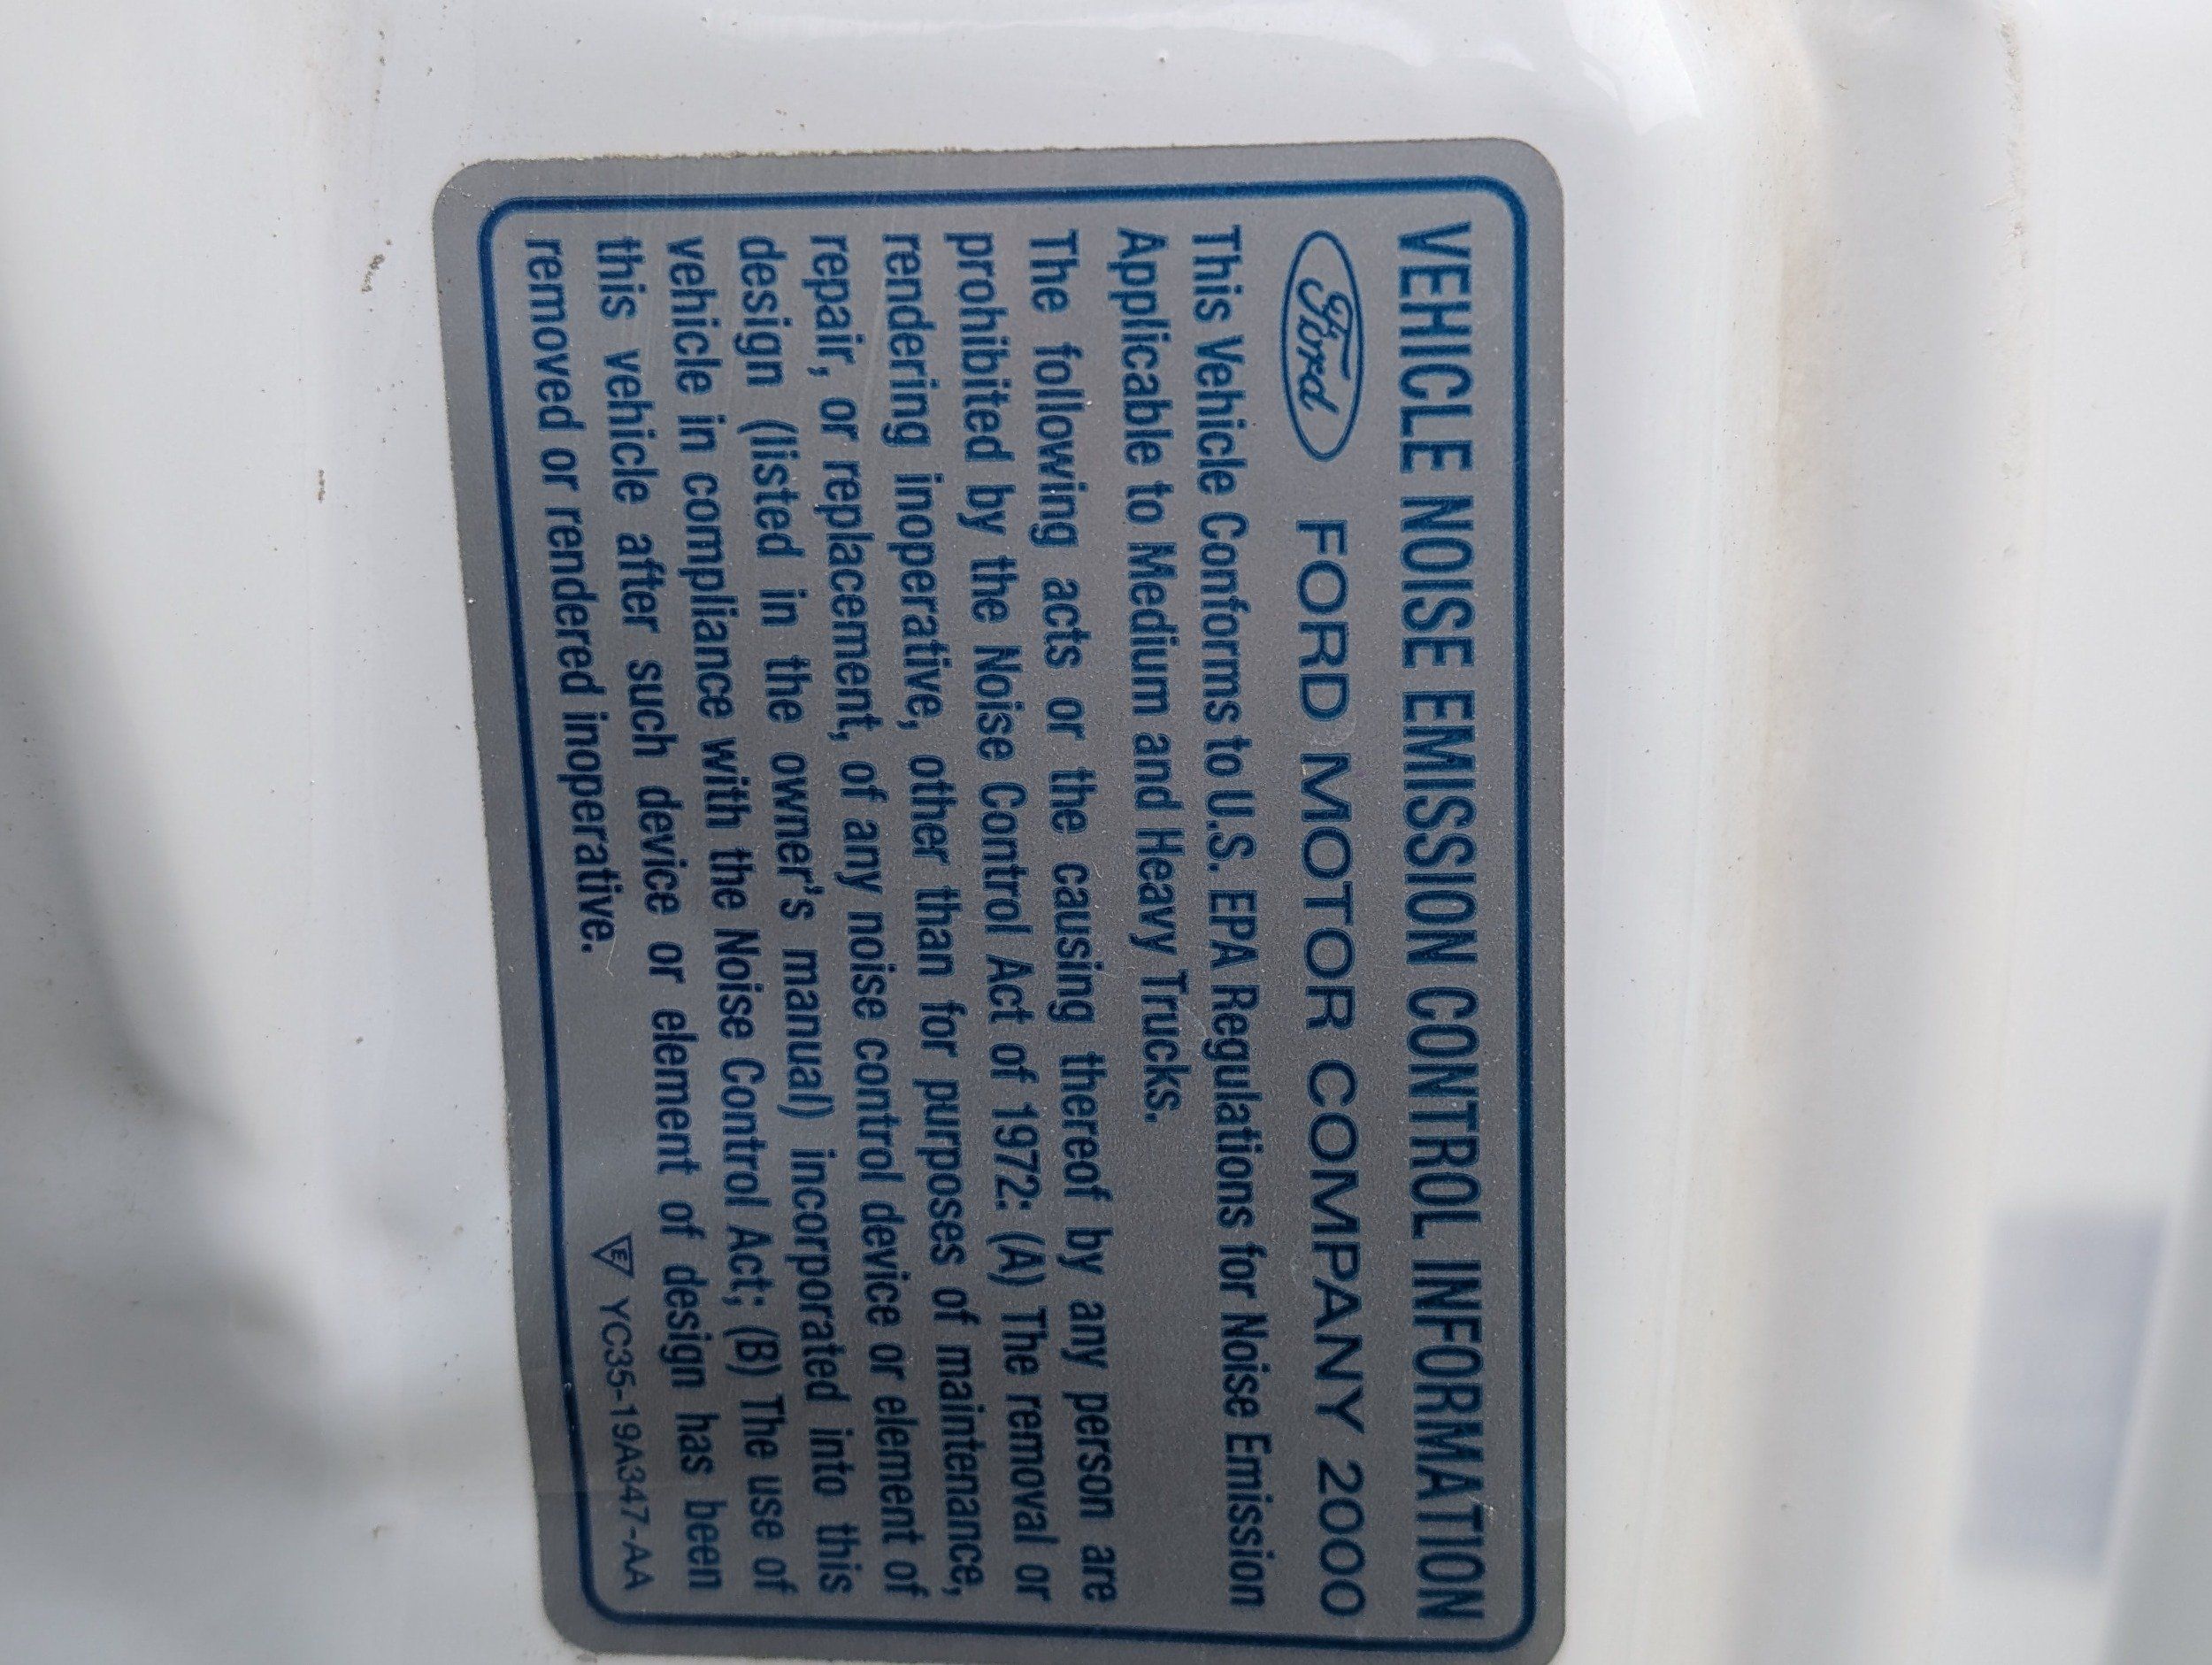 VEHICLE NOISE EMISSION CONTROL INFORMATION
Ford FORD MOTOR COMPANY 2000
This Vehicle Conforms to U.S. EPA Regulations for Noise Emission
Applicable to Medium and Heavy Trucks.
The following acts or the causing thereof by any person are
prohibited by the Noise Control Act of 1972: (A) The removal or
rendering inoperative, other than for purposes of maintenance,
repair, or replacement, of any noise control device or element of
design (listed in the owner's manual) incorporated into this
vehicle in compliance with the Noise Control Act; (B) The use of
this vehicle after such device or element of design has been
removed or rendered inoperative.
E YC35-19A347-AA